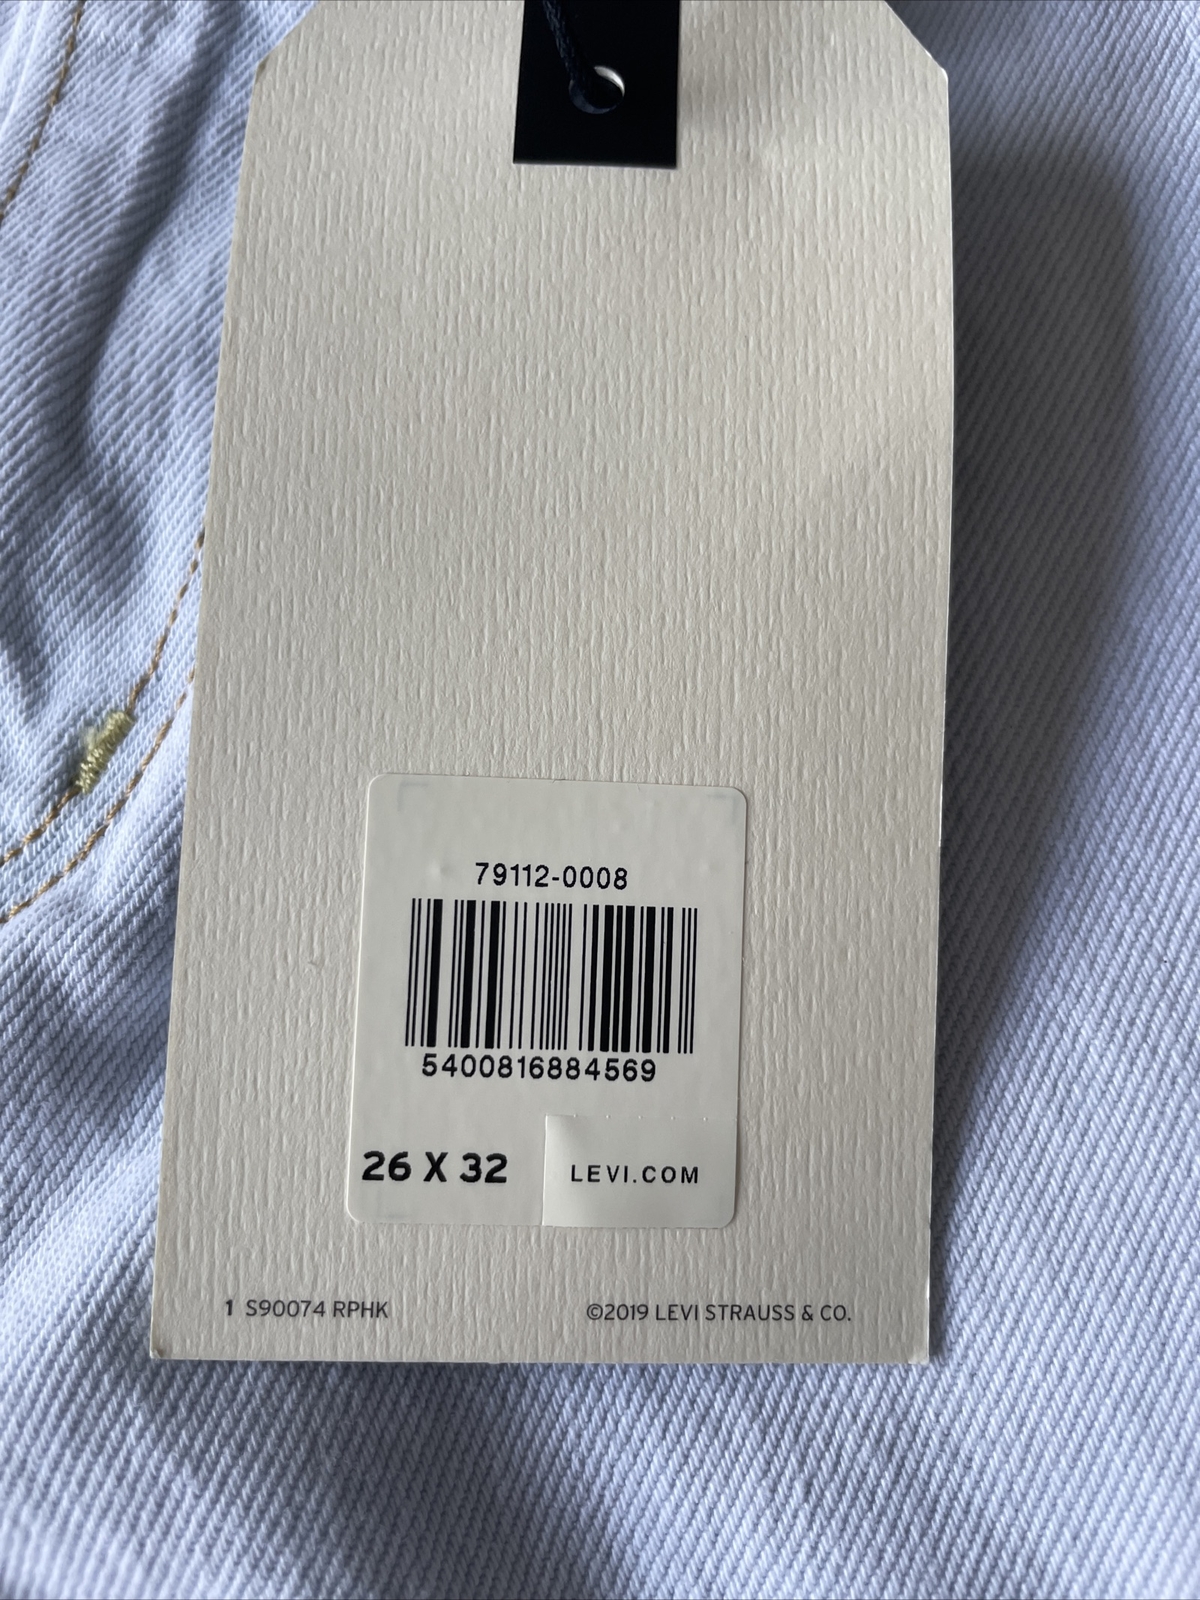 79112-0008
5400816884569
26 X 32
LEVI.COM
1 S90074 RPHK
©2019 LEVI STRAUSS & CO.